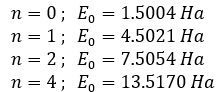 n = 0 ; E₀ = 1.5004 Ha
n = 1 ; E₀ = 4.5021 Ha
n = 2 ; E₀ = 7.5054 Ha
n = 4 ; E₀ = 13.5170 Ha